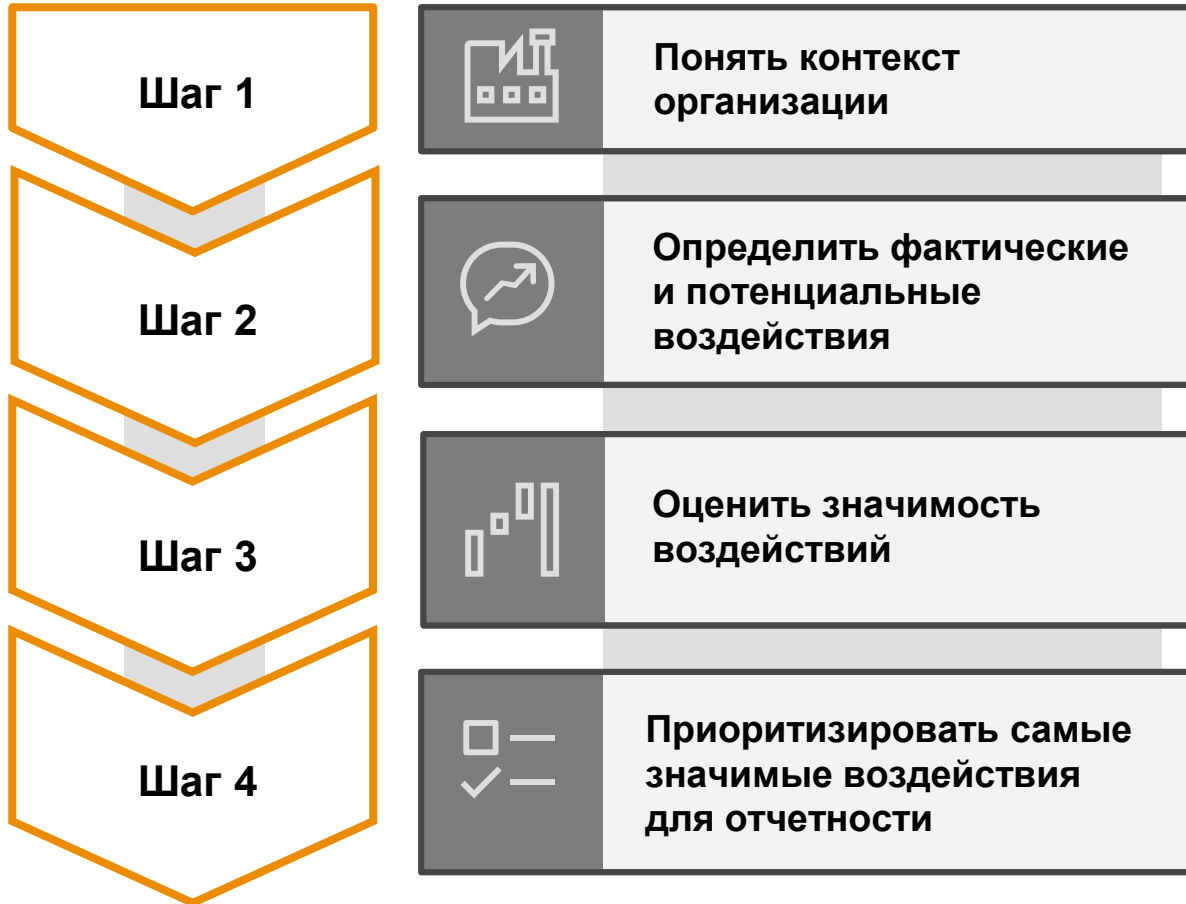 Шаг 1
Понять контекст
организации
Шаг 2
Определить фактические
и потенциальные
воздействия
Шаг 3
Оценить значимость
воздействий
Шаг 4
Приоритизировать самые
значимые воздействия
для отчетности